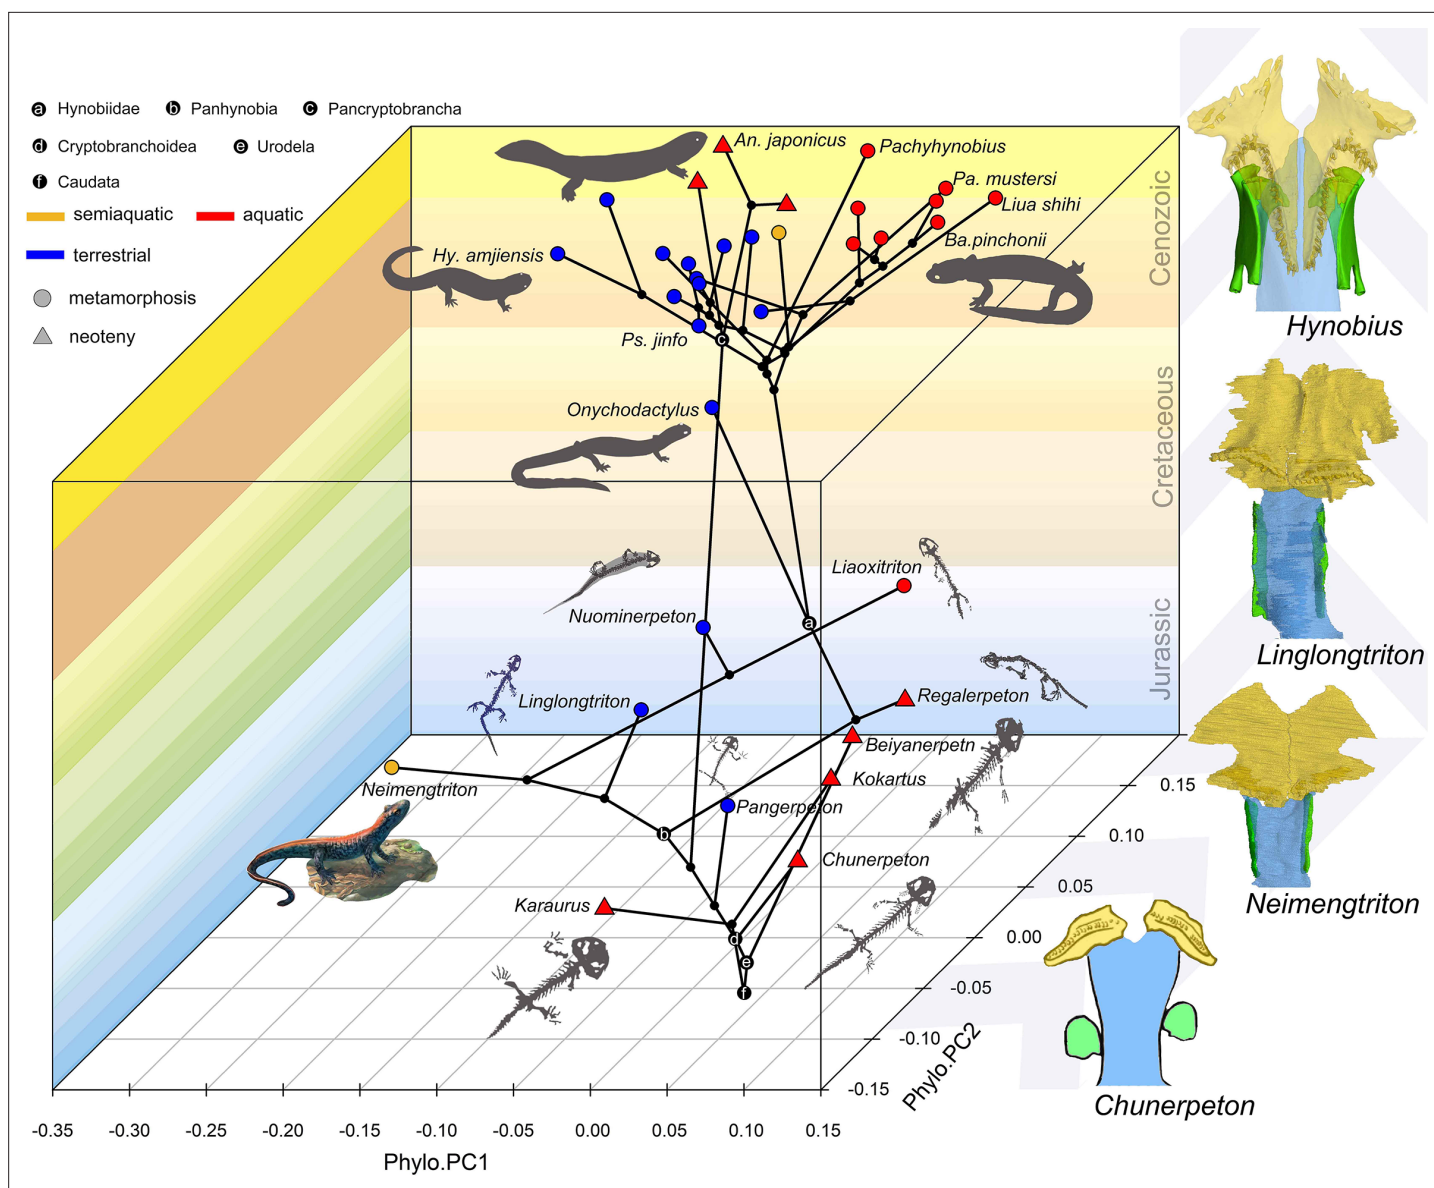 a Hynobiidae b Panhynobia c Pancryptobrancha
d Cryptobranchoidea e Urodela
f Caudata
semiaquatic aquatic
terrestrial
metamorphosis
neoteny
An. japonicus
Pachyhynobius
Pa. mustersi
Liua shihi
Hy. amjiensis
Ba.pinchonii
Cenozoic
Hynobius
Ps. jinfo
c
Onychodactylus
Cretaceous
Liaoxitriton
Nuominerpeton
a
Jurassic
Linglongtriton
Linglongtriton
Regalerpeton
Beiyanerpetn
Neimengtriton
Kokartus
Pangerpeton
b
Chunerpeton
Karaurus
Neimengtriton
d
e
f
0.15
0.10
0.05
0.00
-0.05
-0.10
-0.15
Phylo.PC2
Chunerpeton
-0.35 -0.30 -0.25 -0.20 -0.15 -0.10 -0.05 0.00 0.05 0.10 0.15
Phylo.PC1